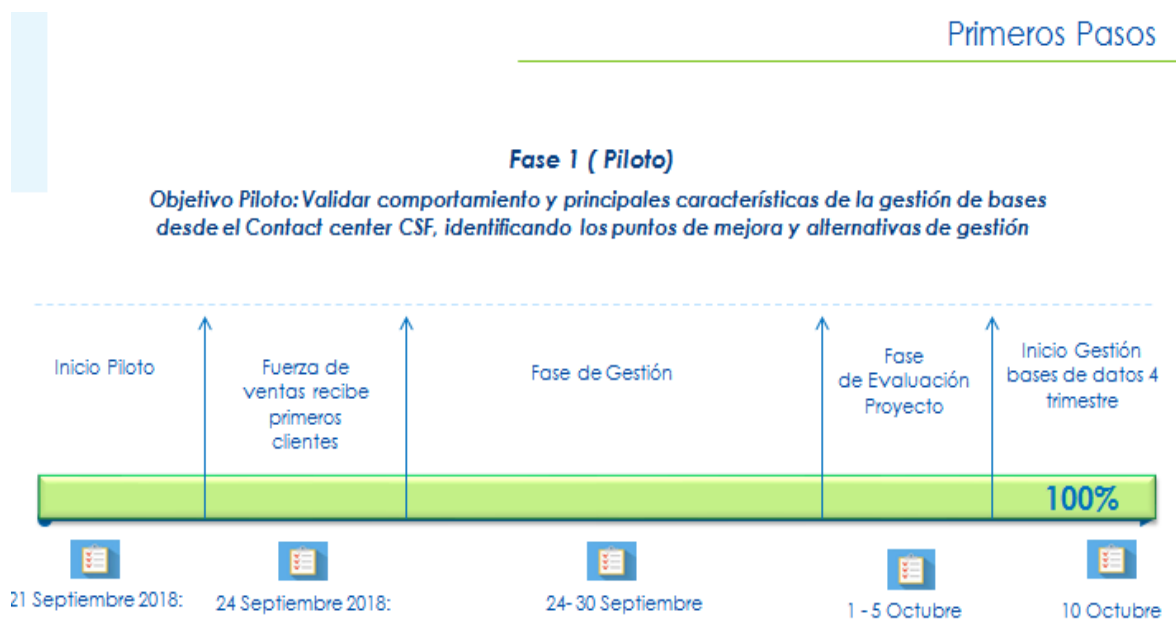 Primeros Pasos
Fase 1 ( Piloto)
Objetivo Piloto: Validar comportamiento y principales características de la gestión de bases
desde el Contact center CSF, identificando los puntos de mejora y alternativas de gestión
Inicio Piloto
Fuerza de
ventas recibe
primeros
clientes
Fase de Gestión
Fase
de Evaluación
Proyecto
Inicio Gestión
bases de datos 4
trimestre
100%
21 Septiembre 2018:
24 Septiembre 2018:
24- 30 Septiembre
1 - 5 Octubre
10 Octubre